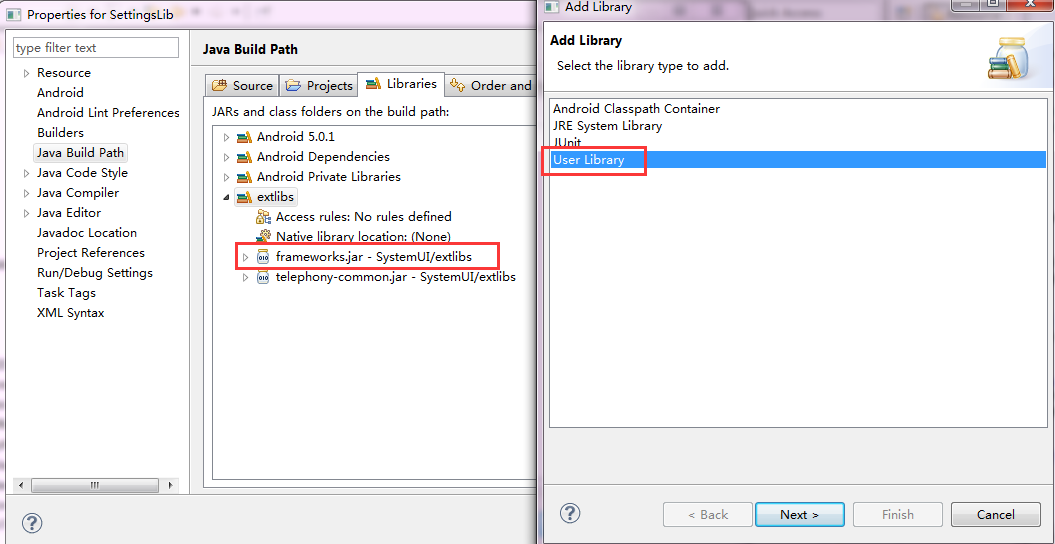 Properties for SettingsLib
type filter text
Resource
Android
Android Lint Preferences
Builders
Java Build Path
Java Code Style
Java Compiler
Java Editor
Javadoc Location
Project References
Run/Debug Settings
Task Tags
XML Syntax
Java Build Path
Source
Projects
Libraries
Order and
JARs and class folders on the build path:
Android 5.0.1
Android Dependencies
Android Private Libraries
extlibs
Access rules: No rules defined
Native library location: (None)
frameworks.jar - SystemUI/extlibs
telephony-common.jar - SystemUI/extlibs
Add Library
Add Library
Select the library type to add.
Android Classpath Container
JRE System Library
JUnit
User Library
< Back
Next >
Finish
Cancel